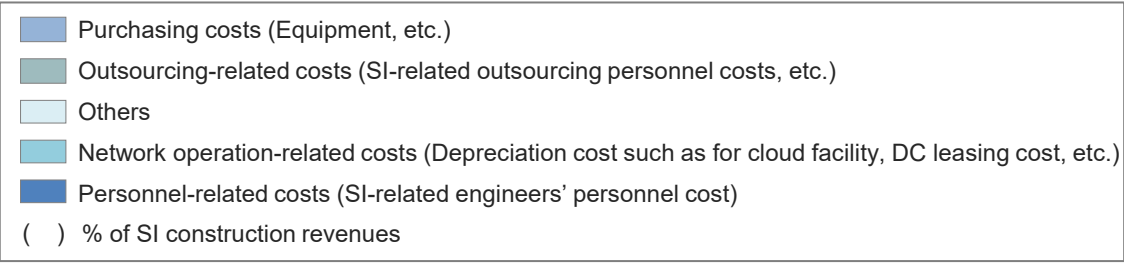 Purchasing costs (Equipment, etc.)
Outsourcing-related costs (SI-related outsourcing personnel costs, etc.)
Others
Network operation-related costs (Depreciation cost such as for cloud facility, DC leasing cost, etc.)
Personnel-related costs (SI-related engineers’ personnel cost)
(　) % of SI construction revenues